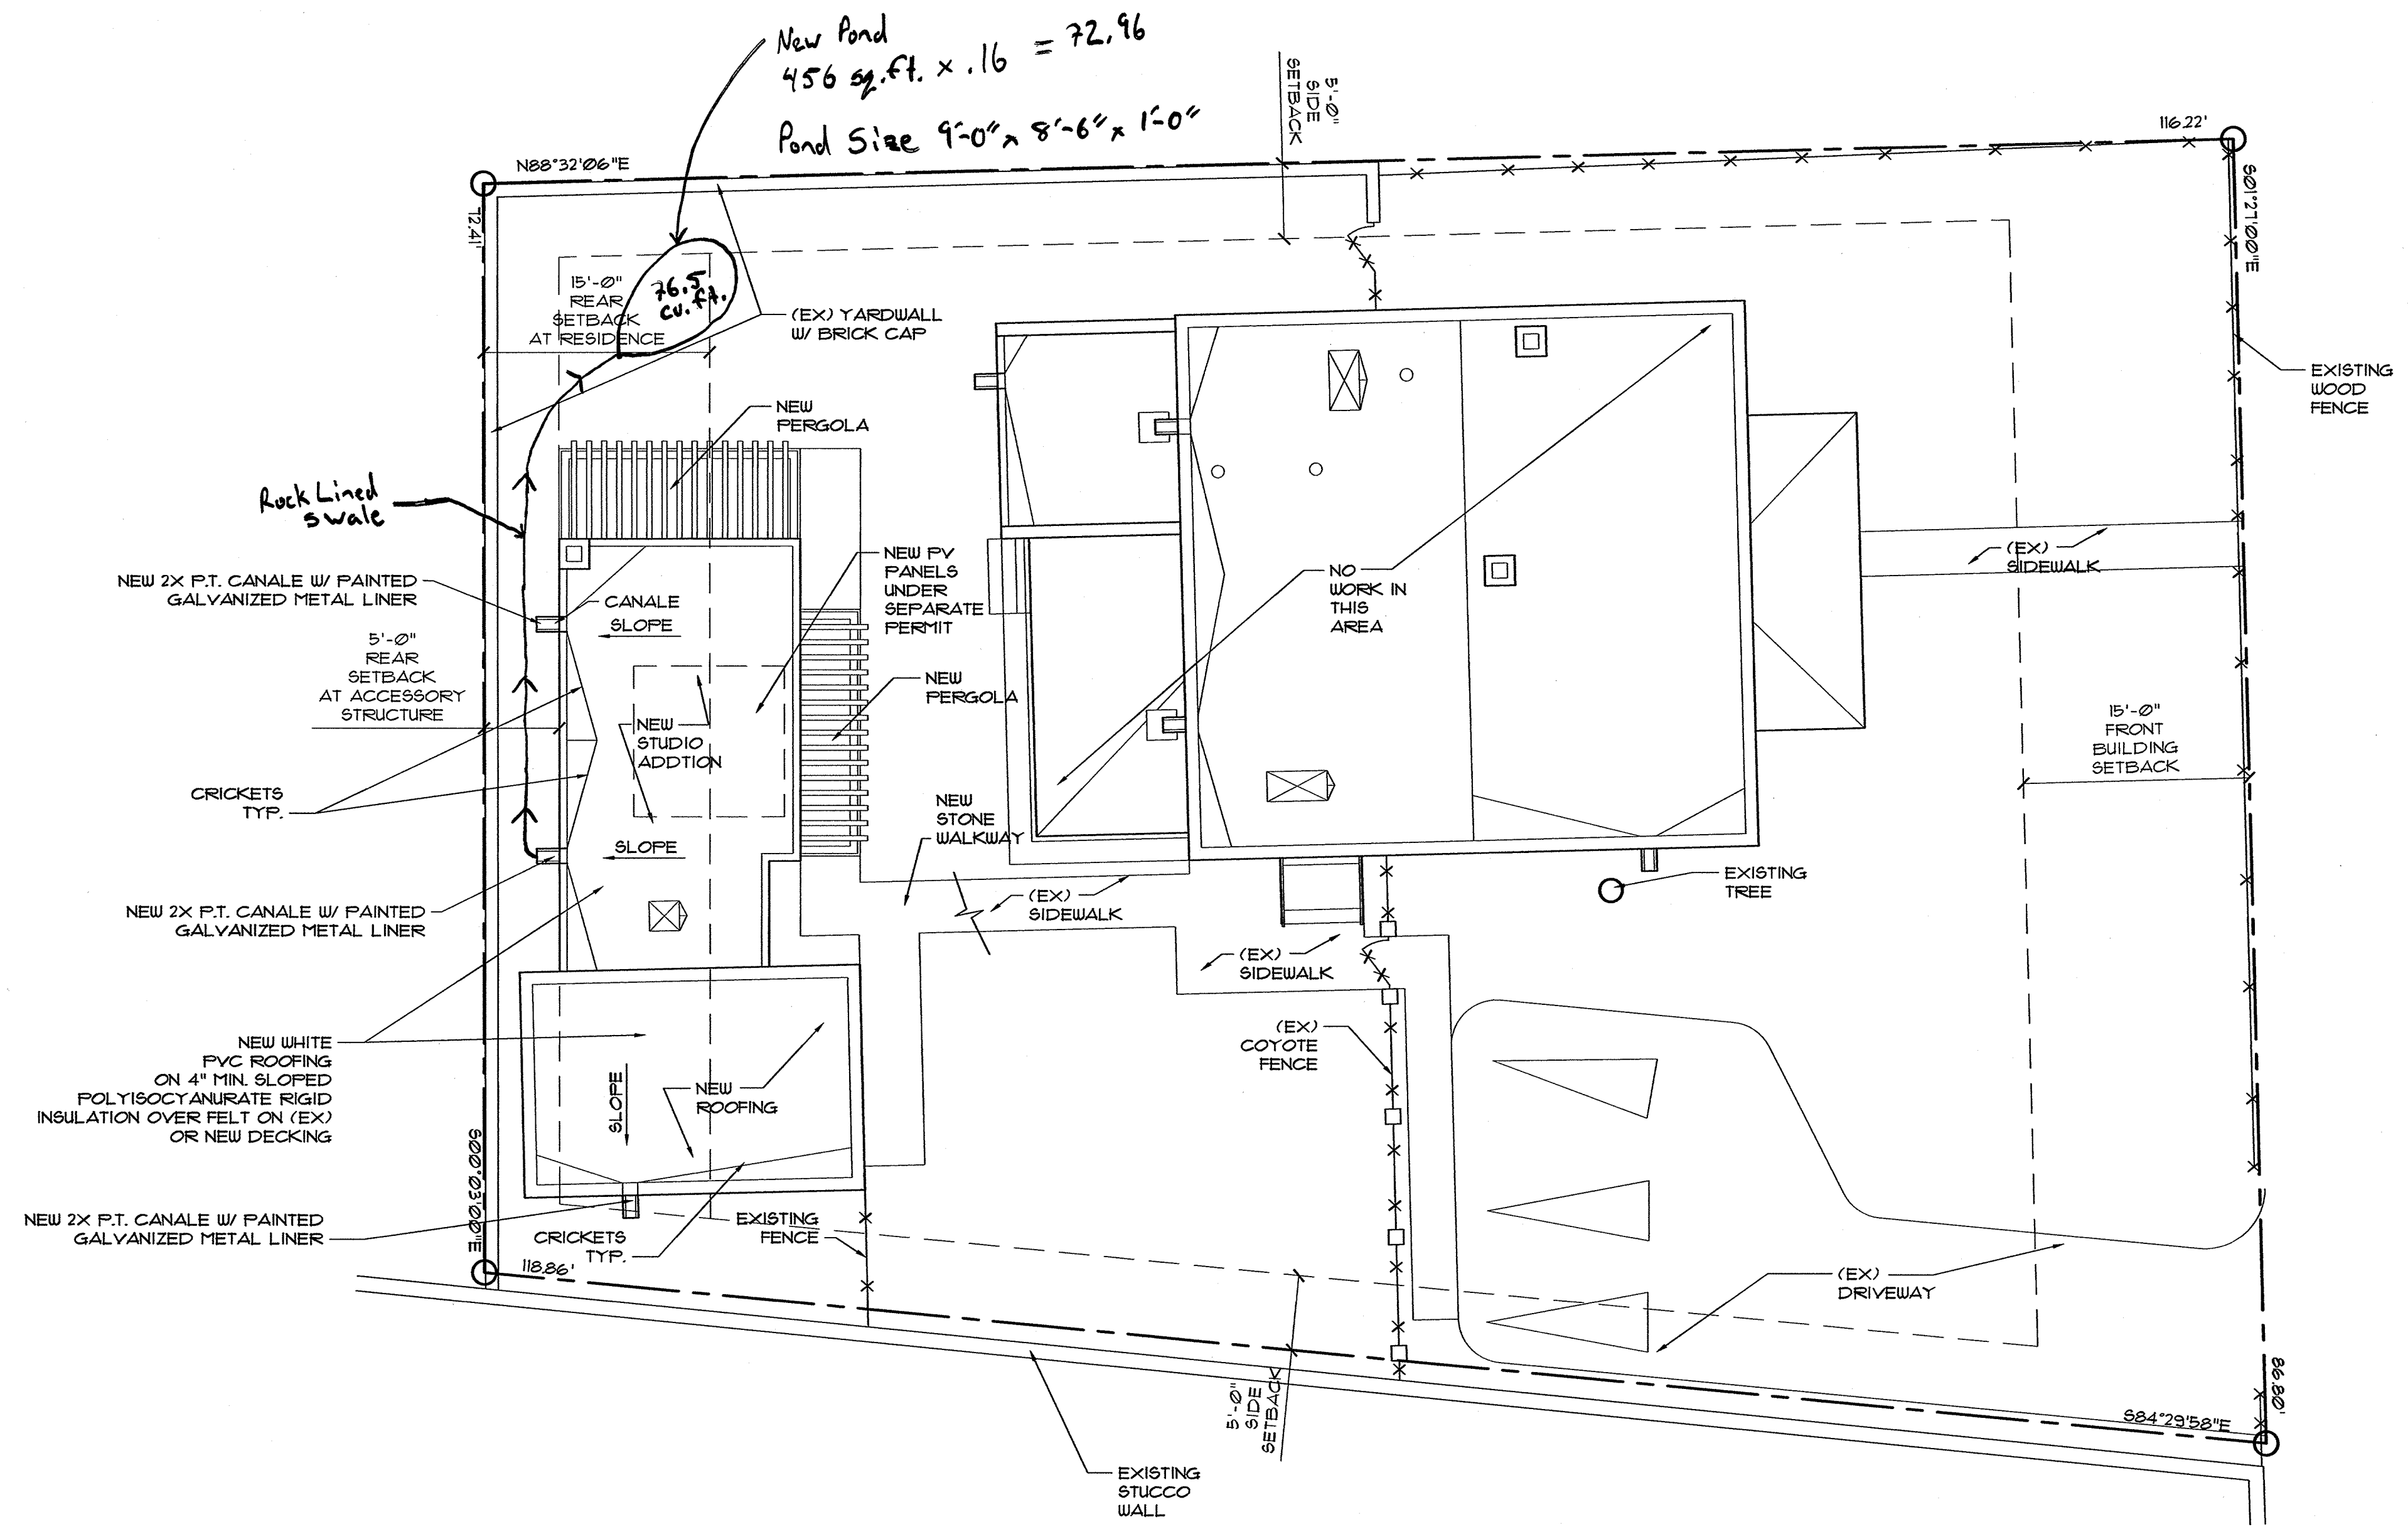 New Pond
456 sq.ft. x .16 = 72.96
Pond Size 9'-0" x 8'-6" x 1'-0"
5'-0"
SIDE
SETBACK
116.22'
N88°32'06"E
S01°27'00"E
72.41'
76.5
cu.ft.
15'-0"
REAR
SETBACK
AT RESIDENCE
(EX) YARDWALL
W/ BRICK CAP
EXISTING
WOOD
FENCE
NEW
PERGOLA
Rock Lined
swale
NEW 2X P.T. CANALE W/ PAINTED
GALVANIZED METAL LINER
CANALE
SLOPE
NEW PV
PANELS
UNDER
SEPARATE
PERMIT
NO
WORK IN
THIS
AREA
(EX)
SIDEWALK
5'-0"
REAR
SETBACK
AT ACCESSORY
STRUCTURE
NEW
PERGOLA
NEW
STUDIO
ADDTION
15'-0"
FRONT
BUILDING
SETBACK
CRICKETS
TYP.
NEW
STONE
WALKWAY
SLOPE
EXISTING
TREE
(EX)
SIDEWALK
NEW 2X P.T. CANALE W/ PAINTED
GALVANIZED METAL LINER
(EX)
SIDEWALK
NEW WHITE
PVC ROOFING
ON 4" MIN. SLOPED
POLYISOCYANURATE RIGID
INSULATION OVER FELT ON (EX)
OR NEW DECKING
(EX)
COYOTE
FENCE
SLOPE
NEW
ROOFING
S00°03'00"E
NEW 2X P.T. CANALE W/ PAINTED
GALVANIZED METAL LINER
CRICKETS
TYP.
EXISTING
FENCE
118.86'
(EX)
DRIVEWAY
5'-0"
SIDE
SETBACK
86.80'
S84°29'58"E
EXISTING
STUCCO
WALL